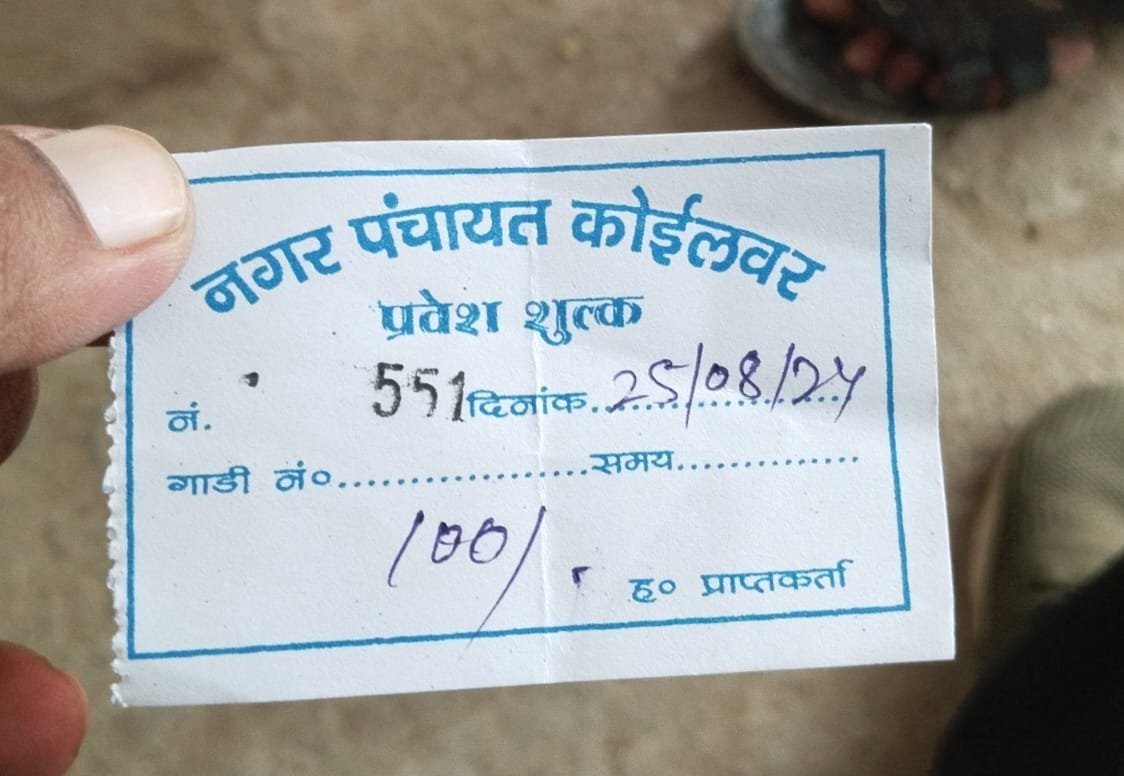 नगर पंचायत कोईलवर
प्रवेश शुल्क
नं. 551 दिनांक. 25/08/24
गाडी नं०..................समय..............
100/
ह० प्राप्तकर्ता